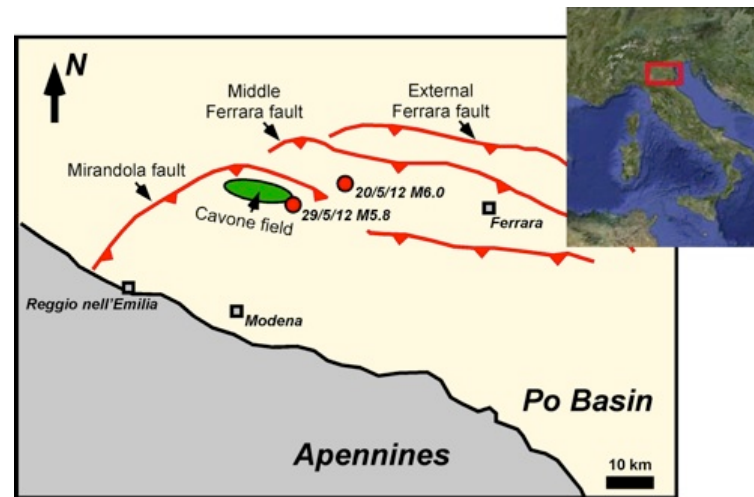 N
Middle
Ferrara fault
External
Ferrara fault
Mirandola fault
20/5/12 M6.0
29/5/12 M5.8
Cavone field
Ferrara
Reggio nell'Emilia
Modena
Po Basin
Apennines
10 km